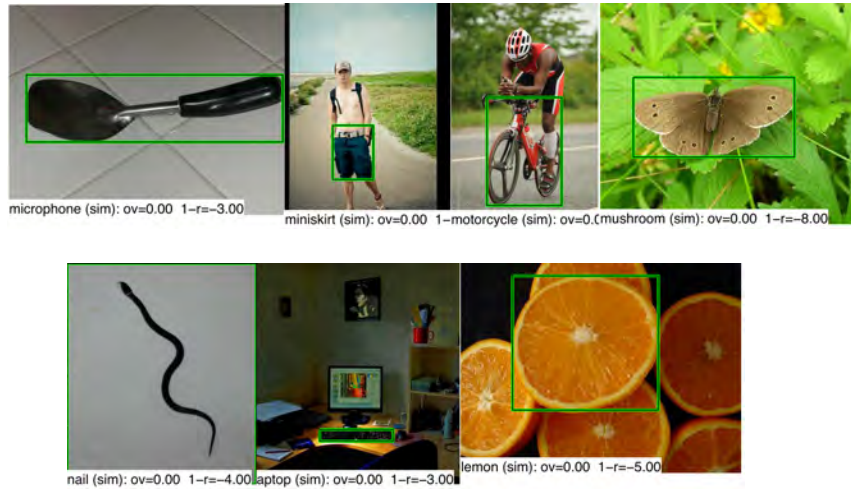 microphone (sim): ov=0.00 1−r=−3.00
miniskirt (sim): ov=0.00 1−
motorcycle (sim): ov=0.0
mushroom (sim): ov=0.00 1−r=−8.00
nail (sim): ov=0.00 1−r=−4.00
aptop (sim): ov=0.00 1−r=−3.00
lemon (sim): ov=0.00 1−r=−5.00